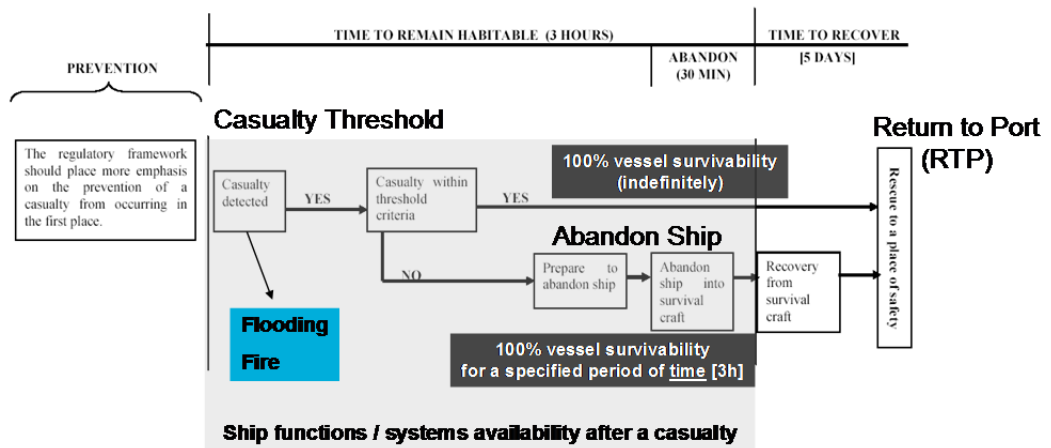 TIME TO REMAIN HABITABLE (3 HOURS)
TIME TO RECOVER
[5 DAYS]
ABANDON
(30 MIN)
PREVENTION
The regulatory framework
should place more emphasis
on the prevention of a
casualty from occurring in
the first place.
Casualty Threshold
Return to Port
(RTP)
100% vessel survivability
(indefinitely)
Casualty
detected
YES
Casualty within
threshold
criteria
YES
Rescue to a place of safety
Abandon Ship
NO
Prepare to
abandon ship
Abandon
ship into
survival
craft
Recovery
from
survival
craft
Flooding
Fire
100% vessel survivability
for a specified period of time [3h]
Ship functions / systems availability after a casualty